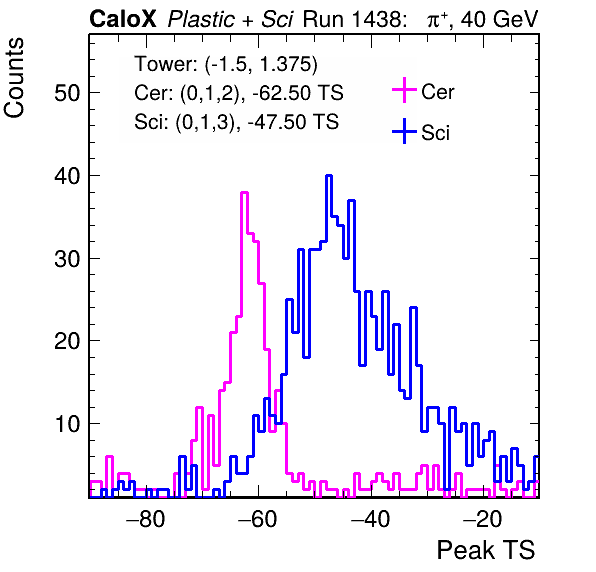 CaloX Plastic + Sci Run 1438: π⁺, 40 GeV
Tower: (-1.5, 1.375)
Cer: (0,1,2), -62.50 TS
Sci: (0,1,3), -47.50 TS
Cer
Sci
Counts
50
40
30
20
10
−80 −60 −40 −20
Peak TS